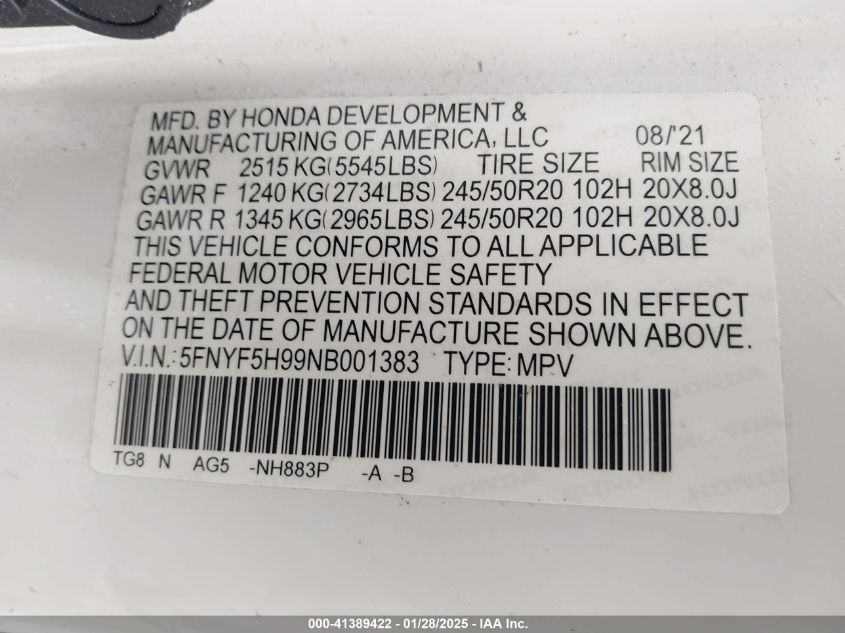 MFD. BY HONDA DEVELOPMENT &
MANUFACTURING OF AMERICA, LLC 08/'21
GVWR 2515 KG(5545LBS) TIRE SIZE RIM SIZE
GAWR F 1240 KG(2734LBS) 245/50R20 102H 20X8.0J
GAWR R 1345 KG(2965LBS) 245/50R20 102H 20X8.0J
THIS VEHICLE CONFORMS TO ALL APPLICABLE
FEDERAL MOTOR VEHICLE SAFETY
AND THEFT PREVENTION STANDARDS IN EFFECT
ON THE DATE OF MANUFACTURE SHOWN ABOVE.
V.I.N.: 5FNYF5H99NB001383 TYPE: MPV
TG8 N AG5 -NH883P -A -B
000-41389422 - 01/28/2025 - IAA Inc.